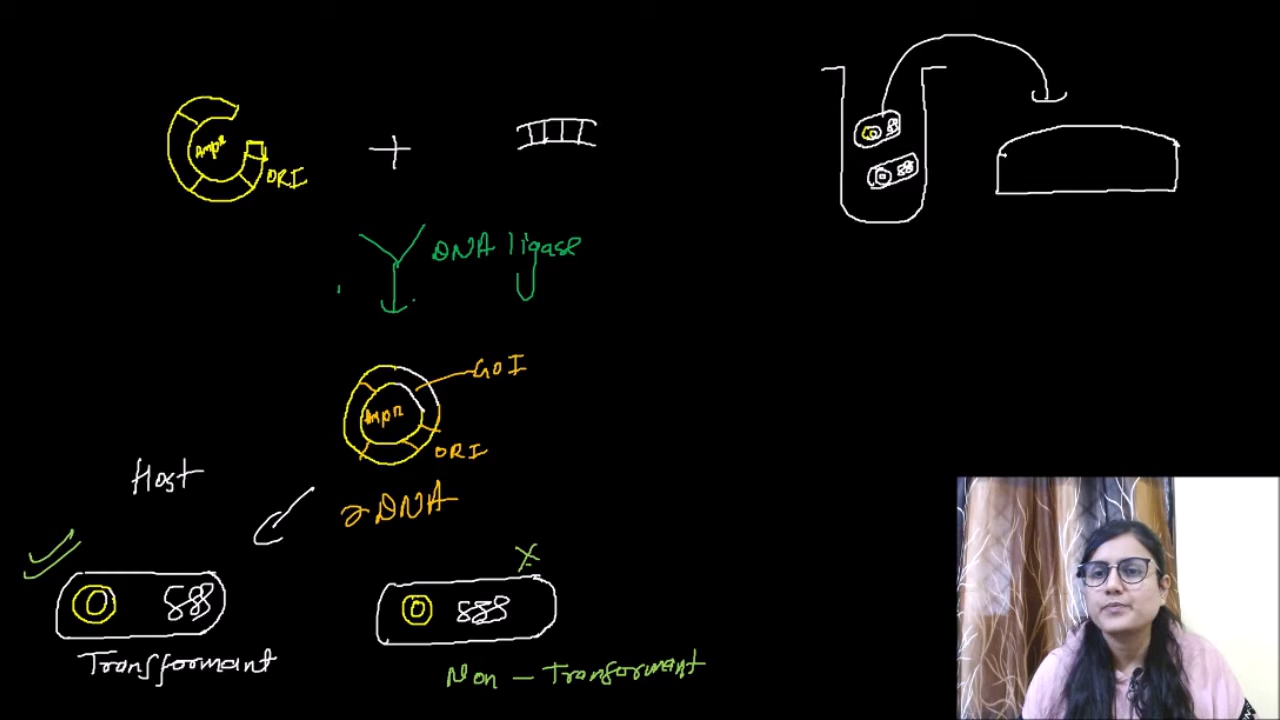 AmpR
ORI
DNA ligase
GOI
AmpR
ORI
rDNA
Host
Transformant
Non - Transformant